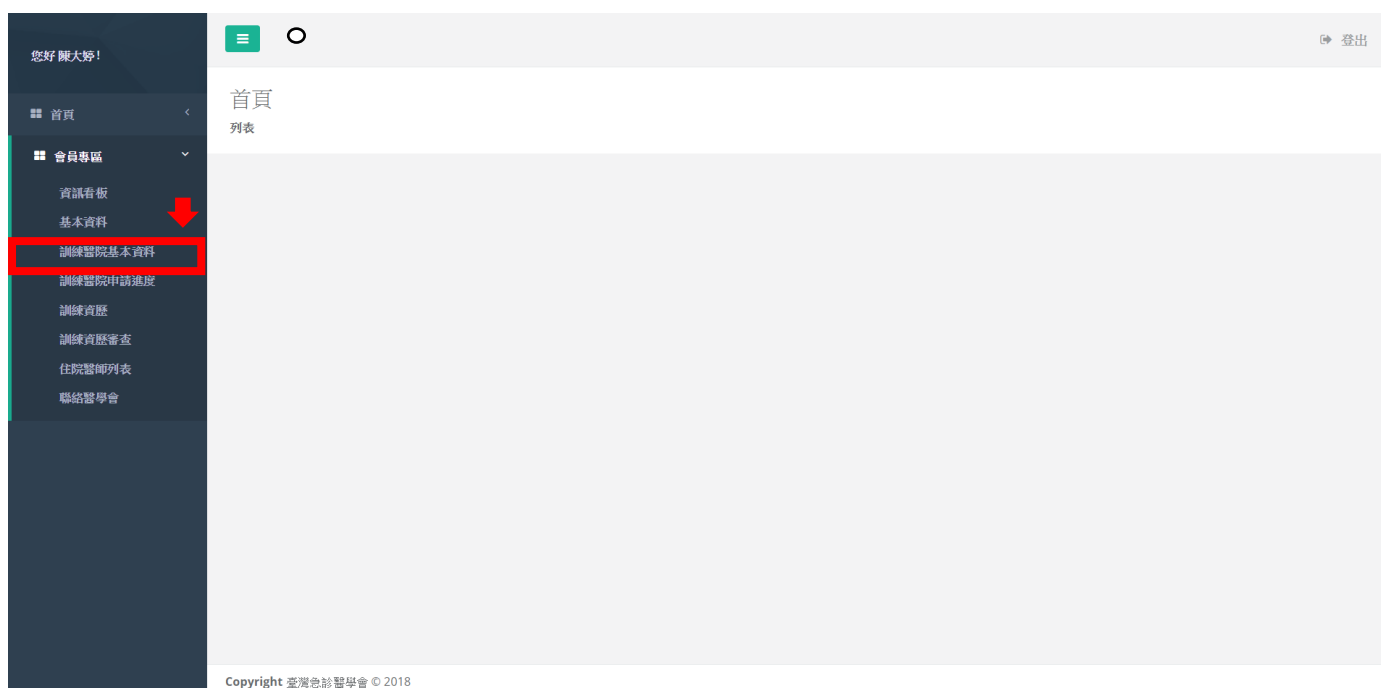 您好 陳大婷!
登出
首頁
首頁
列表
會員專區
資訊看板
基本資料
訓練醫院基本資料
訓練醫院申請進度
訓練資歷
訓練資歷審查
住院醫師列表
聯絡醫學會
Copyright 臺灣急診醫學會 © 2018